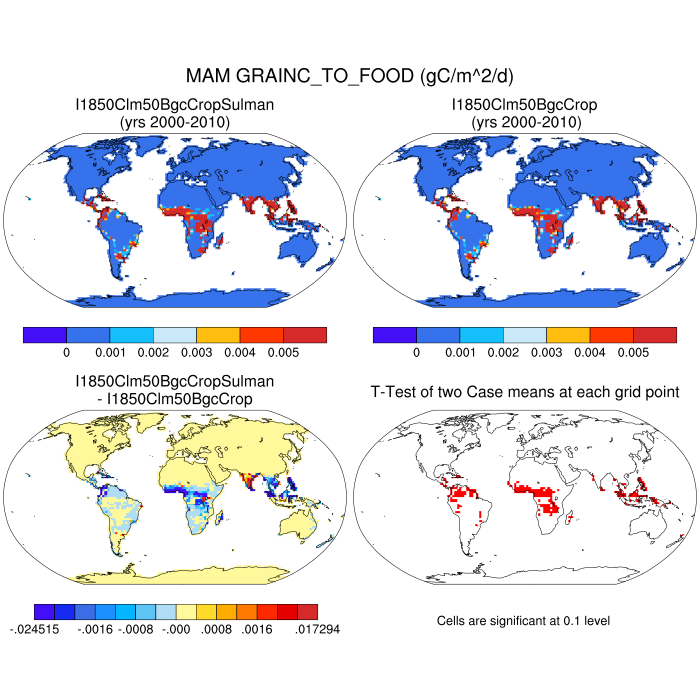 MAM GRAINC_TO_FOOD (gC/m^2/d)
I1850Clm50BgcCropSulman
(yrs 2000-2010)
I1850Clm50BgcCrop
(yrs 2000-2010)
0 0.001 0.002 0.003 0.004 0.005
0 0.001 0.002 0.003 0.004 0.005
I1850Clm50BgcCropSulman
- I1850Clm50BgcCrop
T-Test of two Case means at each grid point
-.024515 -.0016 -.0008 -.000 .0008 .0016 .017294
Cells are significant at 0.1 level